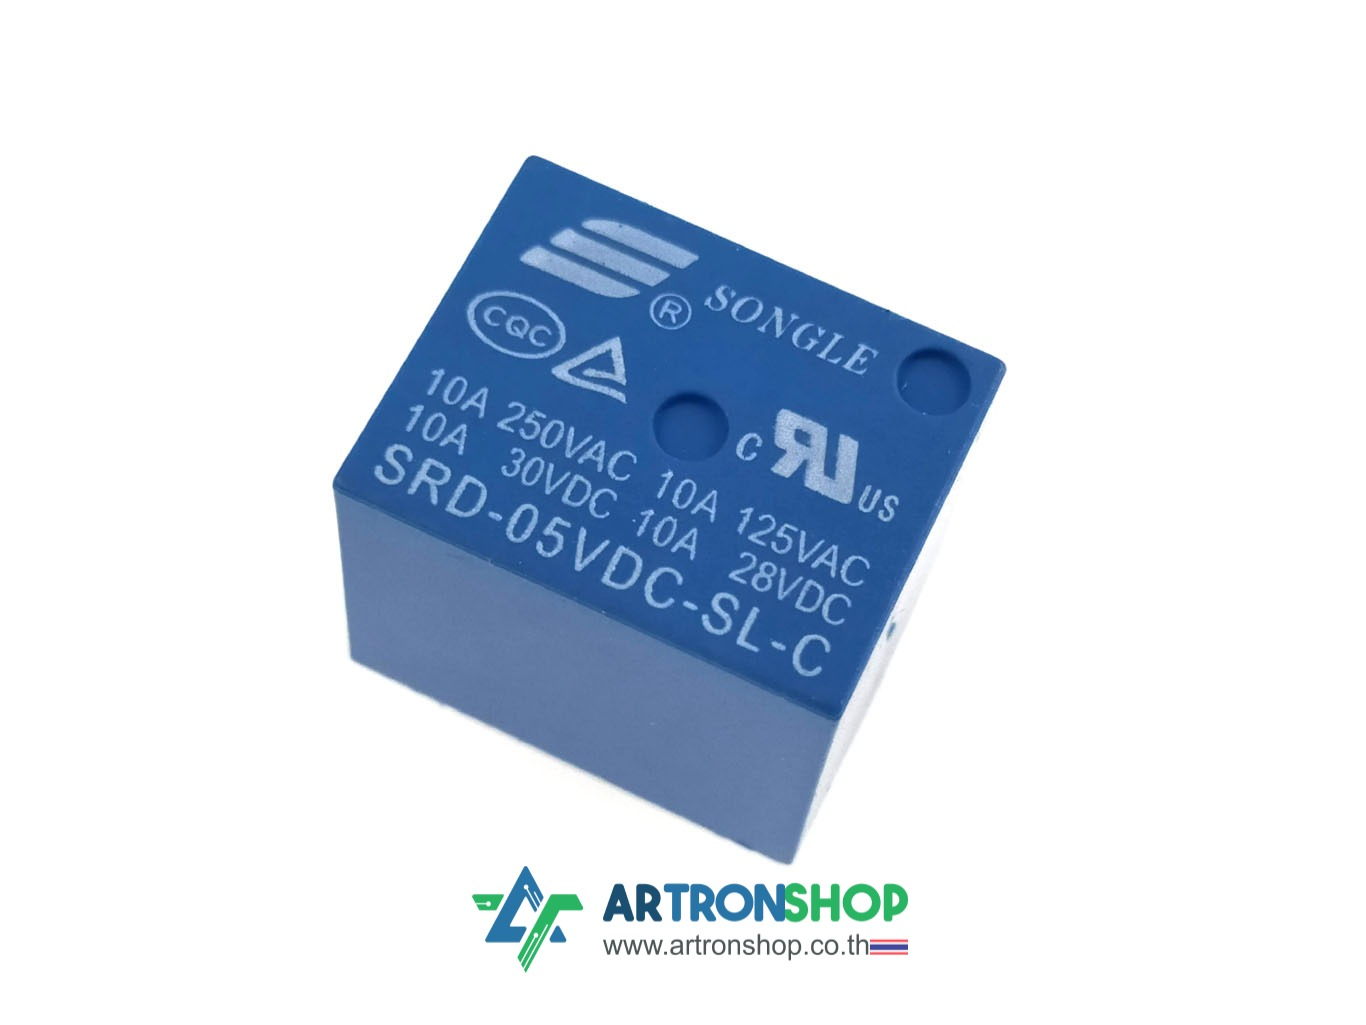 ® SONGLE
CQC
c RU US
10A 250VAC 10A 125VAC
10A 30VDC 10A 28VDC
SRD-05VDC-SL-C
ARTRONSHOP
www.artronshop.co.th